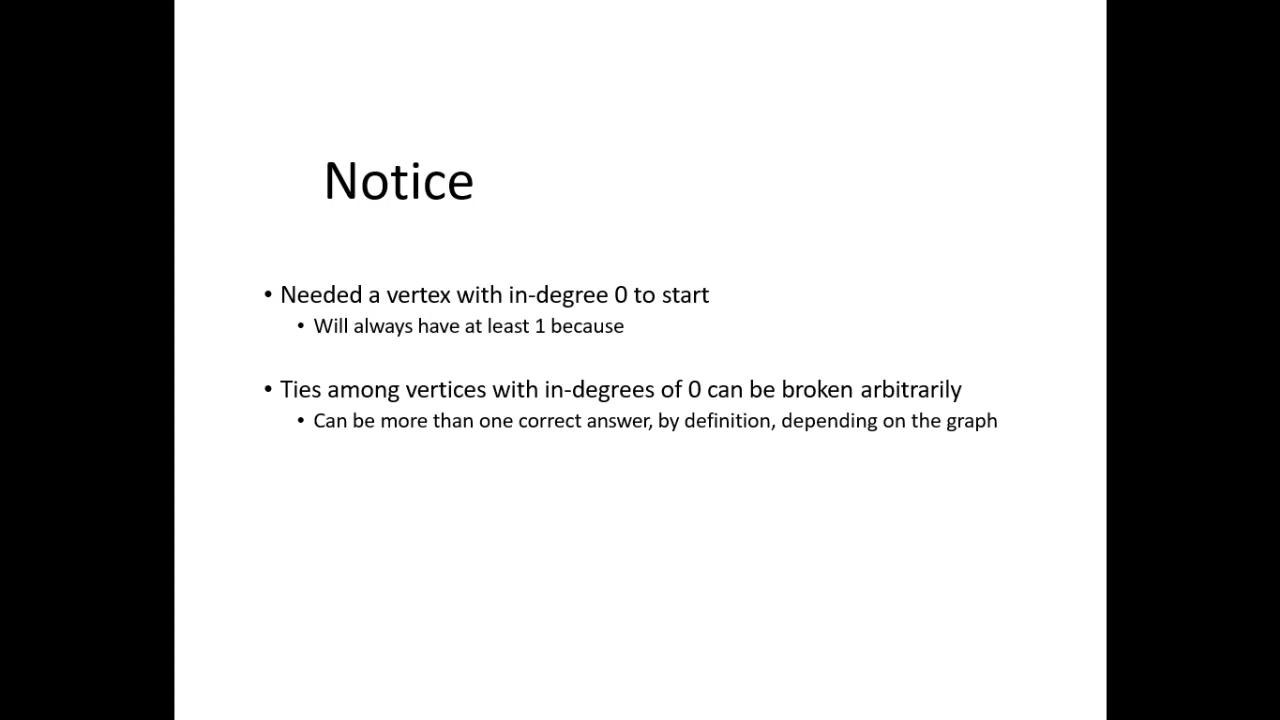 Notice
• Needed a vertex with in-degree 0 to start
• Will always have at least 1 because
• Ties among vertices with in-degrees of 0 can be broken arbitrarily
• Can be more than one correct answer, by definition, depending on the graph